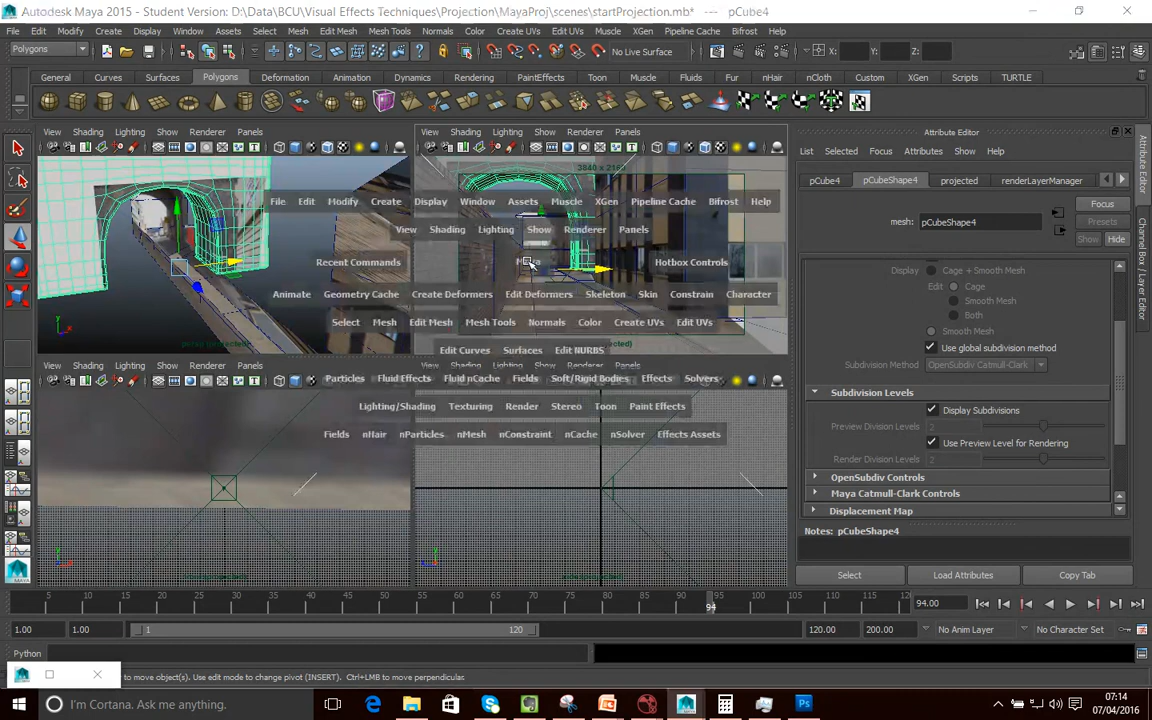 Autodesk Maya 2015 - Student Version: D:\Data\BCU\Visual Effects Techniques\Projection\MayaProj\scenes\startProjection.mb* --- pCube4
File Edit Modify Create Display Window Assets Select Mesh Edit Mesh Mesh Tools Normals Color Create UVs Edit UVs Muscle XGen Pipeline Cache Bifrost Help
Polygons No Live Surface X: Y: Z:
General Curves Surfaces Polygons Deformation Animation Dynamics Rendering PaintEffects Toon Muscle Fluids Fur nHair nCloth Custom XGen Scripts TURTLE
View Shading Lighting Show Renderer Panels
View Shading Lighting Show Renderer Panels
3840 x 2160
File Edit Modify Create Display Window Assets Muscle XGen Pipeline Cache Bifrost Help
View Shading Lighting Show Renderer Panels
Recent Commands Hotbox Controls
Animate Geometry Cache Create Deformers Edit Deformers Skeleton Skin Constrain Character
Select Mesh Edit Mesh Mesh Tools Normals Color Create UVs Edit UVs
Edit Curves Surfaces Edit NURBS
View Shading Lighting Show Renderer Panels
Particles Fluid Effects Fluid nCache Fields Soft/Rigid Bodies Effects Solvers
Lighting/Shading Texturing Render Stereo Toon Paint Effects
Fields nHair nParticles nMesh nConstraint nCache nSolver Effects Assets
Attribute Editor
List Selected Focus Attributes Show Help
pCube4 pCubeShape4 projected renderLayerManager
Focus
mesh: pCubeShape4
Presets
Show Hide
Display Cage + Smooth Mesh
Edit Cage
Smooth Mesh
Both
Smooth Mesh
Use global subdivision method
Subdivision Method OpenSubdiv Catmull-Clark
Subdivision Levels
Display Subdivisions
Preview Division Levels 2
Use Preview Level for Rendering
Render Division Levels 2
OpenSubdiv Controls
Maya Catmull-Clark Controls
Displacement Map
Notes: pCubeShape4
Select Load Attributes Copy Tab
Attribute Editor
Channel Box / Layer Editor
5 10 15 20 25 30 35 40 45 50 55 60 65 70 75 80 85 90 95 100 105 110 115 120
94
94.00
1.00 1.00 1 120 120.00 200.00 No Anim Layer No Character Set
Python
move object(s). Use edit mode to change pivot (INSERT). Ctrl+LMB to move perpendicular.
I'm Cortana. Ask me anything.
07:14
07/04/2016